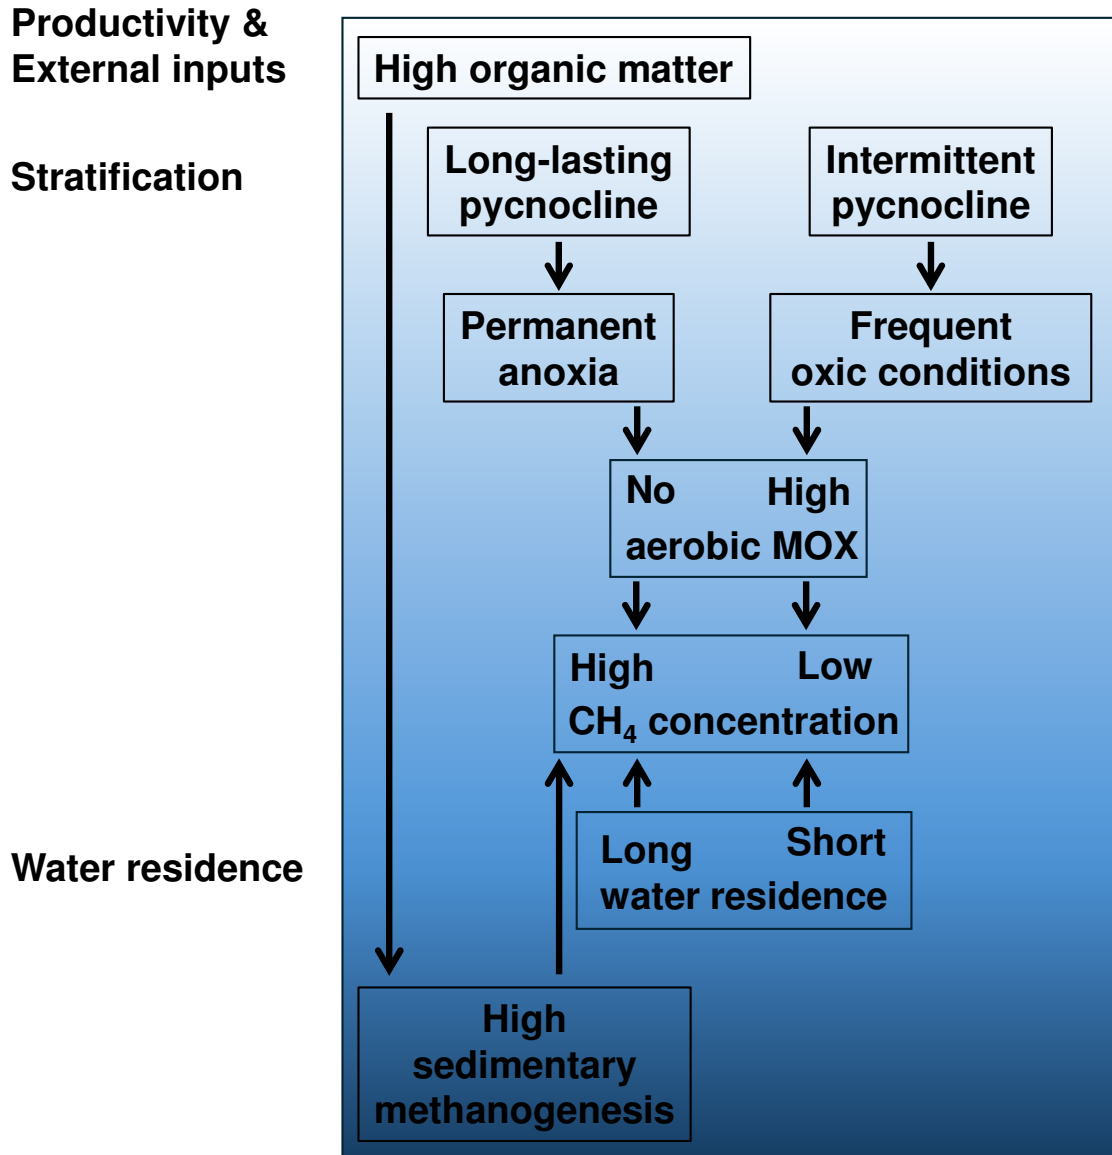 Productivity &
External inputs
High organic matter
Stratification
Long-lasting
pycnocline
Intermittent
pycnocline
Permanent
anoxia
Frequent
oxic conditions
No High
aerobic MOX
High Low
CH₄ concentration
Water residence
Long Short
water residence
High
sedimentary
methanogenesis